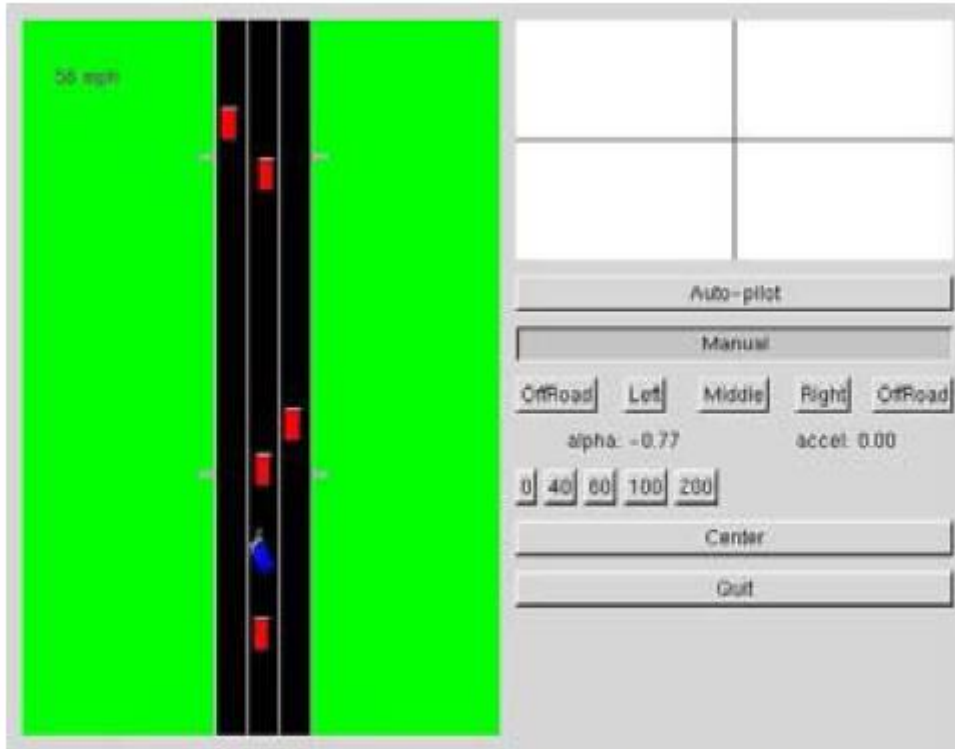 56 mph
Auto-pilot
Manual
OffRoad Left Middle Right OffRoad
alpha: -0.77 accel: 0.00
0 40 60 100 200
Center
Quit